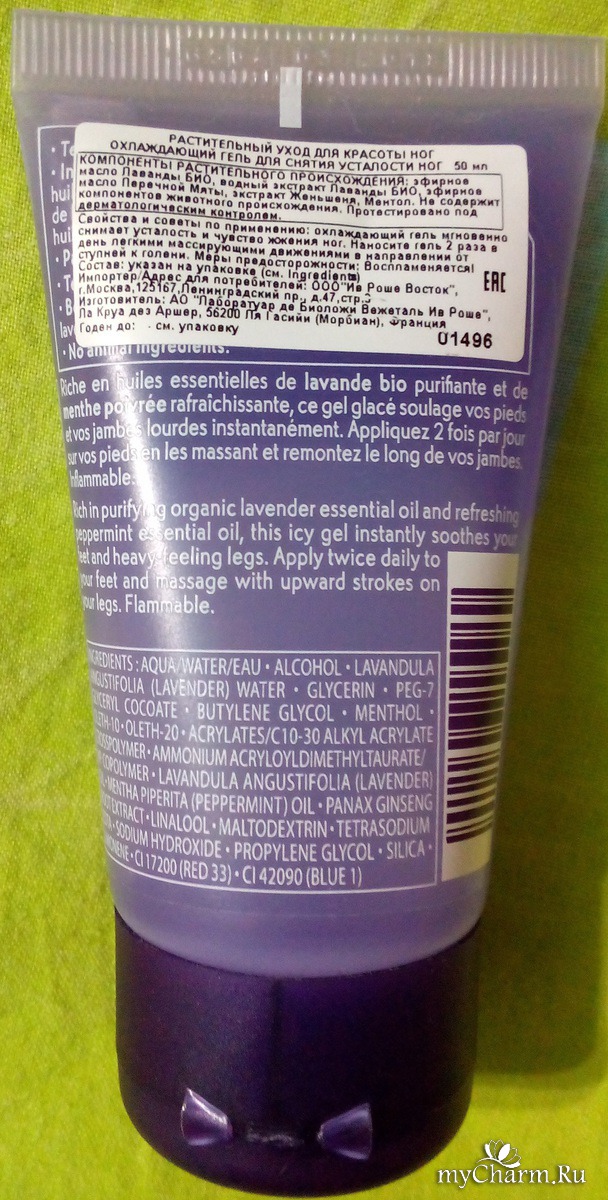 РАСТИТЕЛЬНЫЙ УХОД ДЛЯ КРАСОТЫ НОГ
ОХЛАЖДАЮЩИЙ ГЕЛЬ ДЛЯ СНЯТИЯ УСТАЛОСТИ НОГ 50 мл
КОМПОНЕНТЫ РАСТИТЕЛЬНОГО ПРОИСХОЖДЕНИЯ: эфирное
масло Лаванды БИО, водный экстракт Лаванды БИО, эфирное
масло Перечной Мяты, экстракт Женьшеня, Ментол. Не содержит
компонентов животного происхождения. Протестировано под
дерматологическим контролем.
Свойства и советы по применению: охлаждающий гель мгновенно
снимает усталость и чувство жжения ног. Наносите гель 2 раза в
день легкими массирующими движениями в направлении от
ступней к голени. Меры предосторожности: Воспламеняется!
Состав: указан на упаковке (см. Ingredients)
Импортер/Адрес для потребителей: ООО"Ив Роше Восток",
г.Москва,125167,Ленинградский пр., д.47,стр.3
Изготовитель: АО "Лаборатуар де Биоложи Вежеталь Ив Роше",
Ла Круа дез Аршер, 56200 Ля Гасийи (Морбиан), Франция
Годен до: - см. упаковку
EAC
01496
• No animal ingredients.
Riche en huiles essentielles de lavande bio purifiante et de
menthe poivrée rafraîchissante, ce gel glacé soulage vos pieds
et vos jambes lourdes instantanément. Appliquez 2 fois par jour
sur vos pieds en les massant et remontez le long de vos jambes.
Inflammable.
Rich in purifying organic lavender essential oil and refreshing
peppermint essential oil, this icy gel instantly soothes your
feet and heavy-feeling legs. Apply twice daily to
your feet and massage with upward strokes on
your legs. Flammable.
INGREDIENTS : AQUA/WATER/EAU • ALCOHOL • LAVANDULA
ANGUSTIFOLIA (LAVENDER) WATER • GLYCERIN • PEG-7
GLYCERYL COCOATE • BUTYLENE GLYCOL • MENTHOL •
OLETH-10 • OLETH-20 • ACRYLATES/C10-30 ALKYL ACRYLATE
CROSSPOLYMER • AMMONIUM ACRYLOYLDIMETHYLTAURATE/
COPOLYMER • LAVANDULA ANGUSTIFOLIA (LAVENDER)
OIL • MENTHA PIPERITA (PEPPERMINT) OIL • PANAX GINSENG
ROOT EXTRACT • LINALOOL • MALTODEXTRIN • TETRASODIUM
• SODIUM HYDROXIDE • PROPYLENE GLYCOL • SILICA •
LIMONENE • CI 17200 (RED 33) • CI 42090 (BLUE 1)
myCharm.Ru